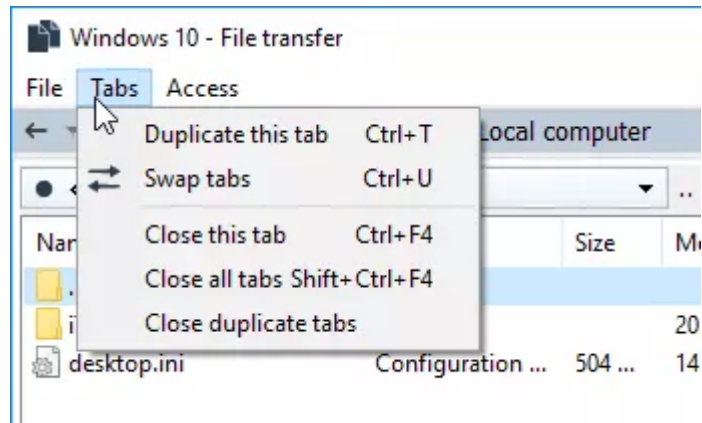 Windows 10 - File transfer
File Tabs Access
Duplicate this tab Ctrl+T
Local computer
Swap tabs Ctrl+U
..
Close this tab Ctrl+F4
Size
Close all tabs Shift+Ctrl+F4
Close duplicate tabs
20
desktop.ini Configuration ... 504 ... 14